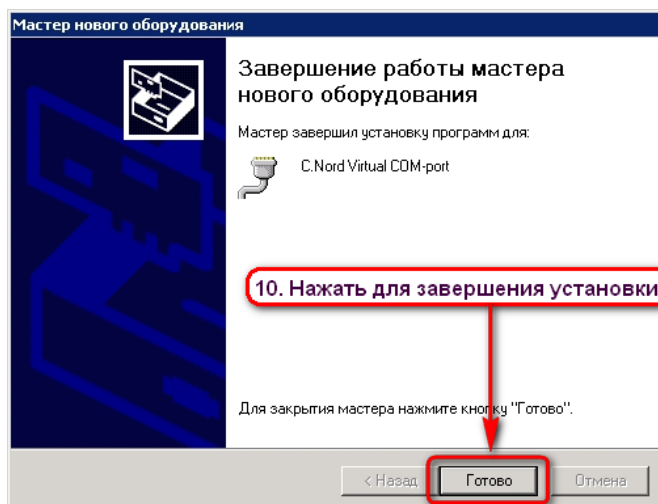 Мастер нового оборудования
Завершение работы мастера
нового оборудования
Мастер завершил установку программ для:
C.Nord Virtual COM-port
10. Нажать для завершения установки
Для закрытия мастера нажмите кнопку "Готово".
< Назад
Готово
Отмена